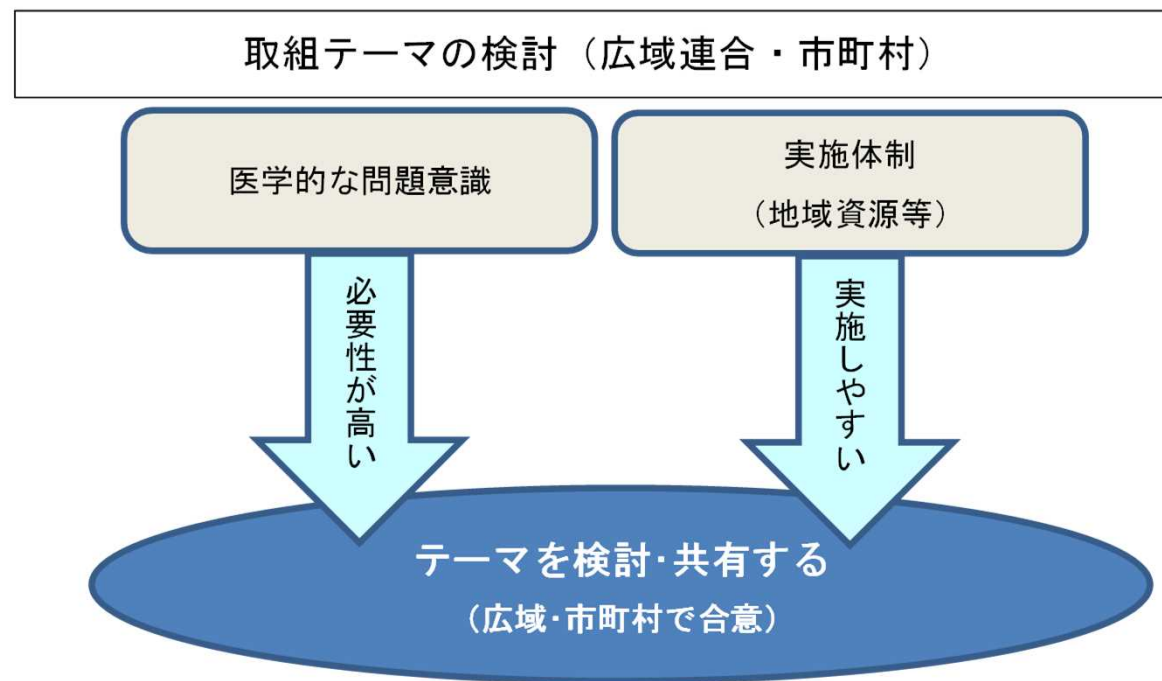 取組テーマの検討（広域連合・市町村）
医学的な問題意識
実施体制
（地域資源等）
必要性が高い
実施しやすい
テーマを検討･共有する
（広域･市町村で合意）